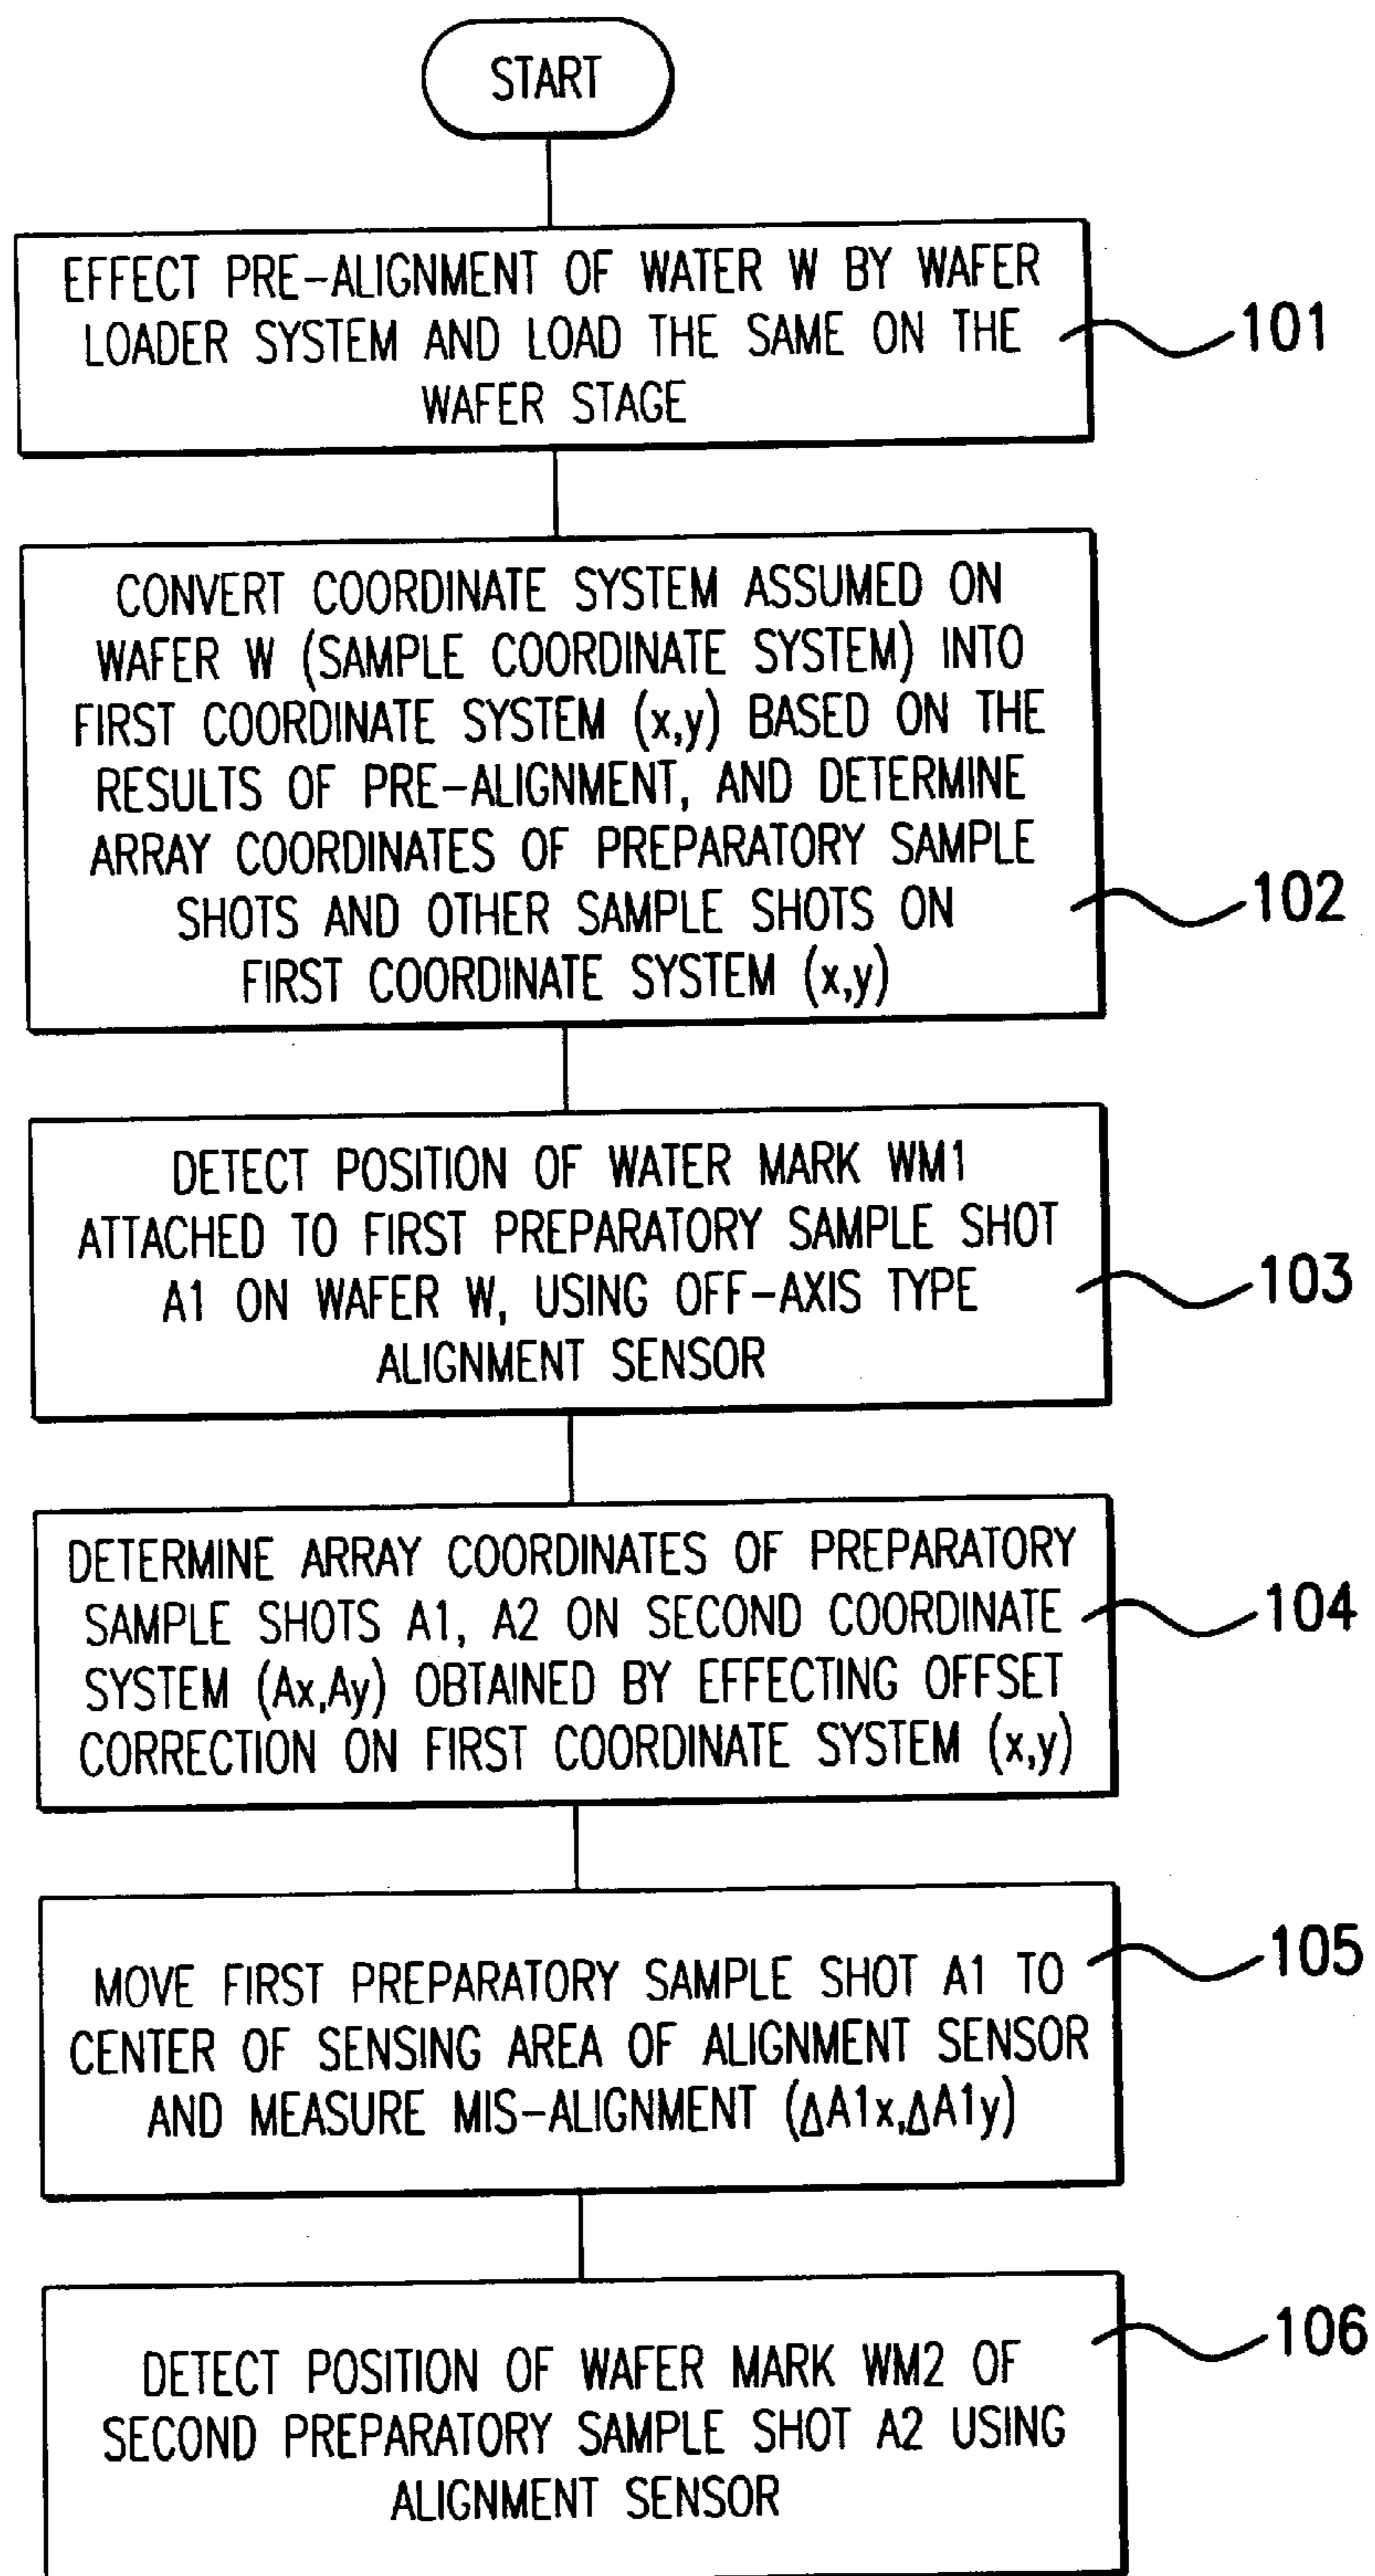 START
EFFECT PRE-ALIGNMENT OF WATER W BY WAFER
LOADER SYSTEM AND LOAD THE SAME ON THE
WAFER STAGE
101
CONVERT COORDINATE SYSTEM ASSUMED ON
WAFER W (SAMPLE COORDINATE SYSTEM) INTO
FIRST COORDINATE SYSTEM (x,y) BASED ON THE
RESULTS OF PRE-ALIGNMENT, AND DETERMINE
ARRAY COORDINATES OF PREPARATORY SAMPLE
SHOTS AND OTHER SAMPLE SHOTS ON
FIRST COORDINATE SYSTEM (x,y)
102
DETECT POSITION OF WATER MARK WM1
ATTACHED TO FIRST PREPARATORY SAMPLE SHOT
A1 ON WAFER W, USING OFF-AXIS TYPE
ALIGNMENT SENSOR
103
DETERMINE ARRAY COORDINATES OF PREPARATORY
SAMPLE SHOTS A1, A2 ON SECOND COORDINATE
SYSTEM (Ax,Ay) OBTAINED BY EFFECTING OFFSET
CORRECTION ON FIRST COORDINATE SYSTEM (x,y)
104
MOVE FIRST PREPARATORY SAMPLE SHOT A1 TO
CENTER OF SENSING AREA OF ALIGNMENT SENSOR
AND MEASURE MIS-ALIGNMENT (ΔA1x,ΔA1y)
105
DETECT POSITION OF WAFER MARK WM2 OF
SECOND PREPARATORY SAMPLE SHOT A2 USING
ALIGNMENT SENSOR
106